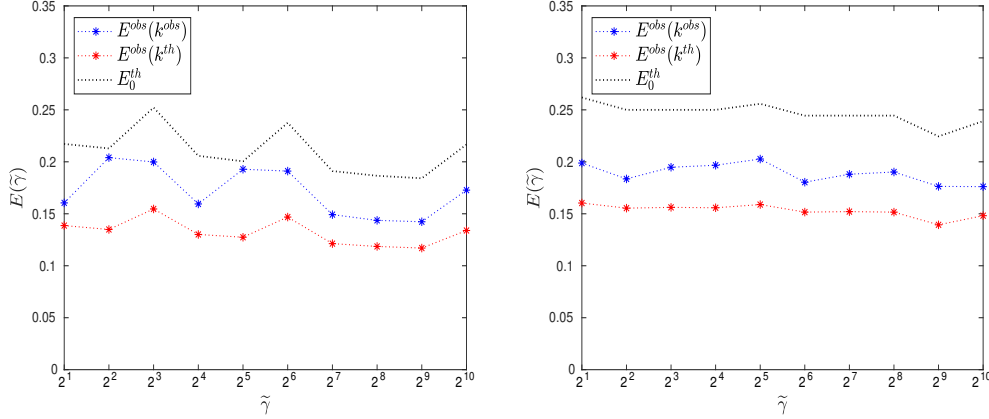 0.35
0.3
0.25
0.2
0.15
0.1
0.05
0
E(γ̃)
E^{obs}(k^{obs})
E^{obs}(k^{th})
E_0^{th}
2^1 2^2 2^3 2^4 2^5 2^6 2^7 2^8 2^9 2^10
γ̃
0.35
0.3
0.25
0.2
0.15
0.1
0.05
0
E(γ̃)
E^{obs}(k^{obs})
E^{obs}(k^{th})
E_0^{th}
2^1 2^2 2^3 2^4 2^5 2^6 2^7 2^8 2^9 2^10
γ̃